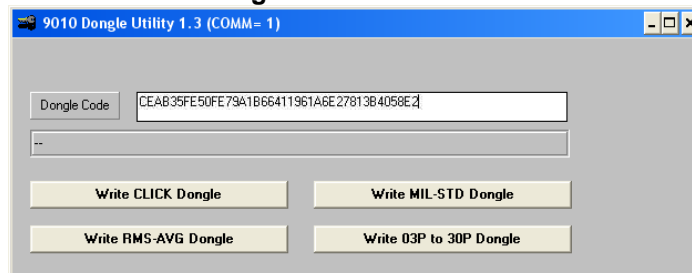 9010 Dongle Utility 1.3 (COMM= 1)
Dongle Code CEAB35FE50FE79A1B66411961A6E27813B4058E2
--
Write CLICK Dongle Write MIL-STD Dongle
Write RMS-AVG Dongle Write 03P to 30P Dongle